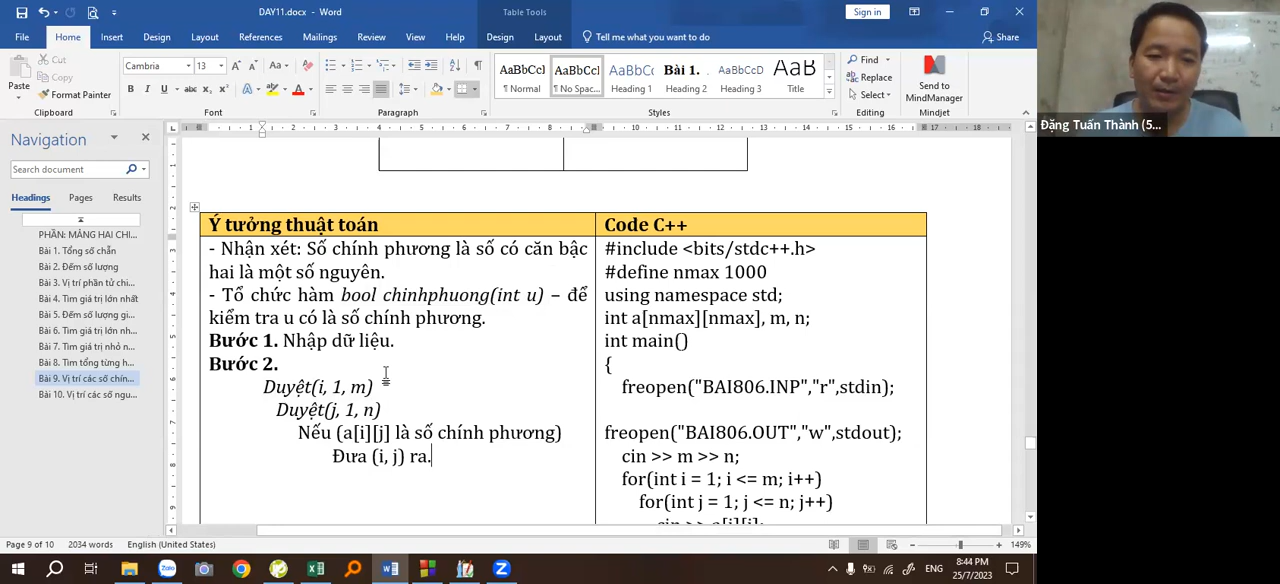 DAY11.docx - Word
Table Tools
Sign in
File
Home
Insert
Design
Layout
References
Mailings
Review
View
Help
Design
Layout
Tell me what you want to do
Share
Paste
Cut
Copy
Format Painter
Clipboard
Cambria
13
Font
Paragraph
AaBbCcI
¶ Normal
AaBbCcI
¶ No Spac...
AaBbCc
Heading 1
Bài 1.
Heading 2
AaBbCcD
Heading 3
AaB
Title
Styles
Find
Replace
Select
Editing
Send to
MindManager
Mindjet
Đặng Tuấn Thành (5...
Navigation
Search document
Headings
Pages
Results
PHẦN: MẢNG HAI CHI...
Bài 1. Tổng số chẵn
Bài 2. Đếm số lượng
Bài 3. Vị trí phần tử chi...
Bài 4. Tìm giá trị lớn nhất
Bài 5. Đếm số lượng gi...
Bài 6. Tìm giá trị lớn nh...
Bài 7. Tìm giá trị nhỏ n...
Bài 8. Tìm tổng từng h...
Bài 9. Vị trí các số chín...
Bài 10. Vị trí các số ngu...
Ý tưởng thuật toán
- Nhận xét: Số chính phương là số có căn bậc
hai là một số nguyên.
- Tổ chức hàm bool chinhphuong(int u) – để
kiểm tra u có là số chính phương.
Bước 1. Nhập dữ liệu.
Bước 2.
Duyệt(i, 1, m)
Duyệt(j, 1, n)
Nếu (a[i][j] là số chính phương)
Đưa (i, j) ra.
Code C++
#include <bits/stdc++.h>
#define nmax 1000
using namespace std;
int a[nmax][nmax], m, n;
int main()
{
freopen("BAI806.INP","r",stdin);
freopen("BAI806.OUT","w",stdout);
cin >> m >> n;
for(int i = 1; i <= m; i++)
for(int j = 1; j <= n; j++)
cin >> a[i][j];
Page 9 of 10
2034 words
English (United States)
149%
ENG
8:44 PM
25/7/2023